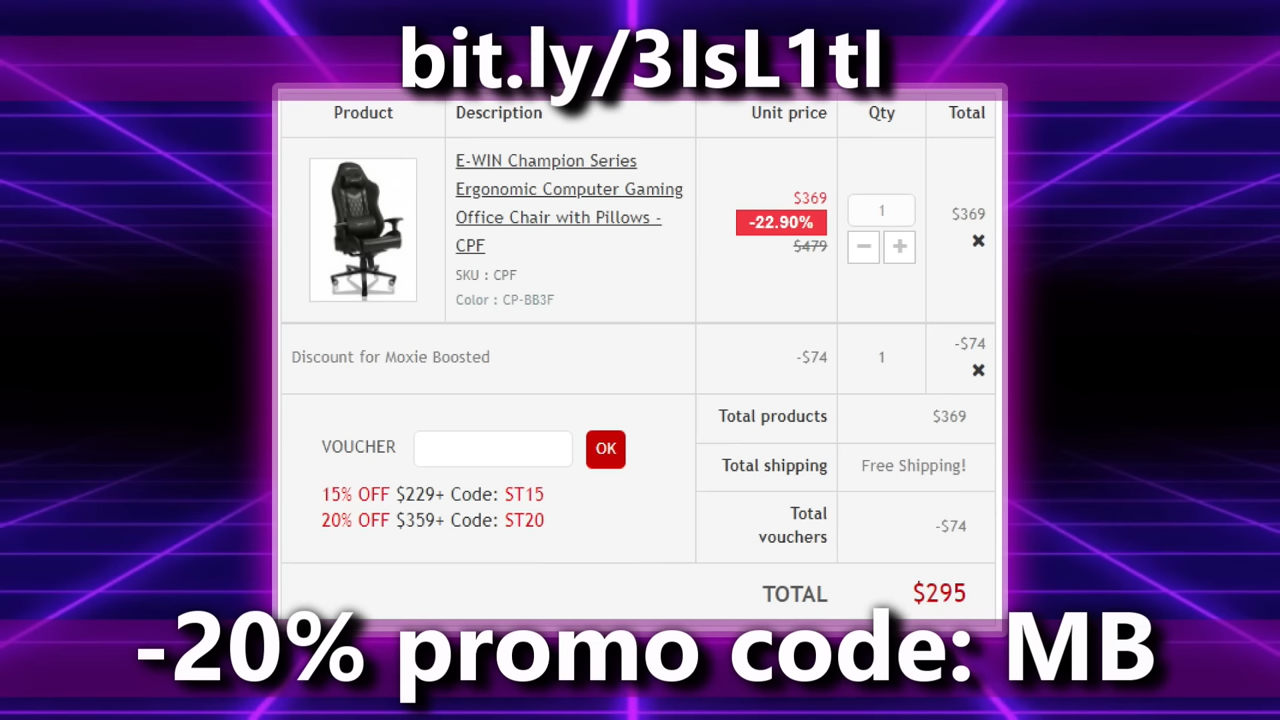 bit.ly/3IsL1tI
Product Description Unit price Qty Total
E-WIN Champion Series
Ergonomic Computer Gaming
Office Chair with Pillows -
CPF
SKU : CPF
Color : CP-BB3F
$369
-22.90%
$479
1
$369
Discount for Moxie Boosted -$74 1 -$74
VOUCHER OK
15% OFF $229+ Code: ST15
20% OFF $359+ Code: ST20
Total products $369
Total shipping Free Shipping!
Total
vouchers -$74
TOTAL $295
-20% promo code: MB